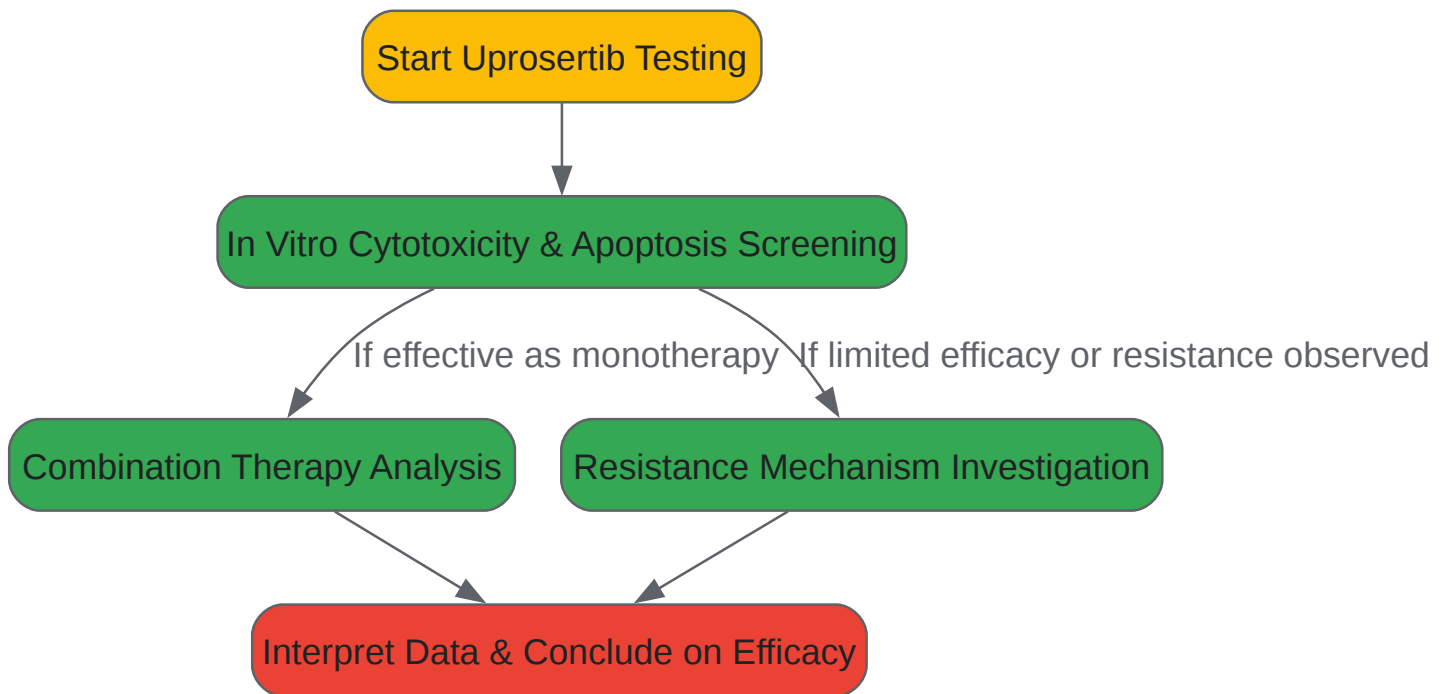 Start Uprosertib Testing
In Vitro Cytotoxicity & Apoptosis Screening
If effective as monotherapy
If limited efficacy or resistance observed
Combination Therapy Analysis
Resistance Mechanism Investigation
Interpret Data & Conclude on Efficacy